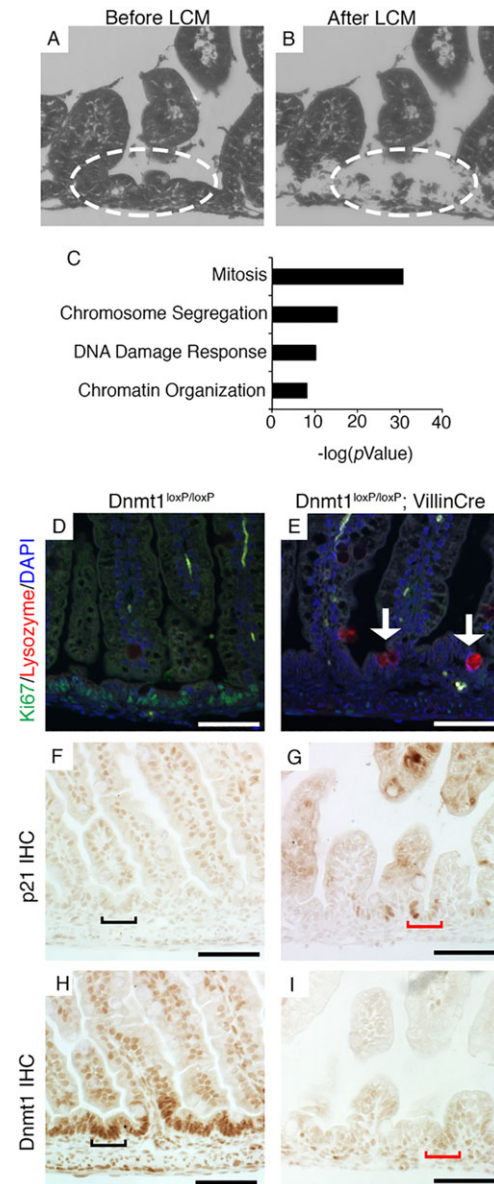 Before LCM
After LCM
A
B
C
Mitosis
Chromosome Segregation
DNA Damage Response
Chromatin Organization
0 10 20 30 40
-log(pValue)
Dnmt1loxP/loxP
Dnmt1loxP/loxP; VillinCre
Ki67/Lysozyme/DAPI
D
E
p21 IHC
F
G
Dnmt1 IHC
H
I